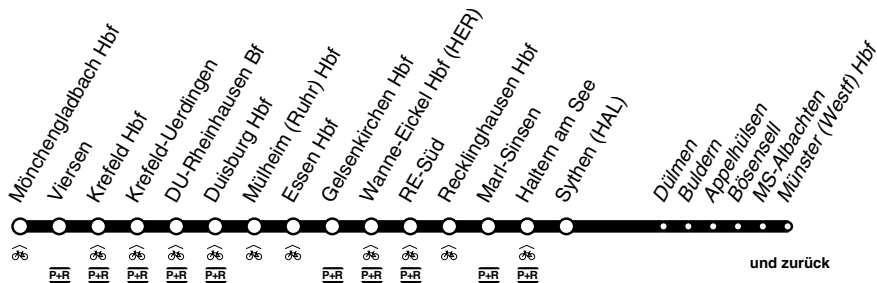 Mönchengladbach Hbf
Viersen
Krefeld Hbf
Krefeld-Uerdingen
DU-Rheinhausen Bf
Duisburg Hbf
Mülheim (Ruhr) Hbf
Essen Hbf
Gelsenkirchen Hbf
Wanne-Eickel Hbf (HER)
RE-Süd
Recklinghausen Hbf
Marl-Sinsen
Haltern am See
Sythen (HAL)
Dülmen
Buldern
Appelhülsen
Bösensell
MS-Albachten
Münster (Westf) Hbf
P+R P+R P+R P+R P+R P+R P+R P+R P+R P+R
und zurück